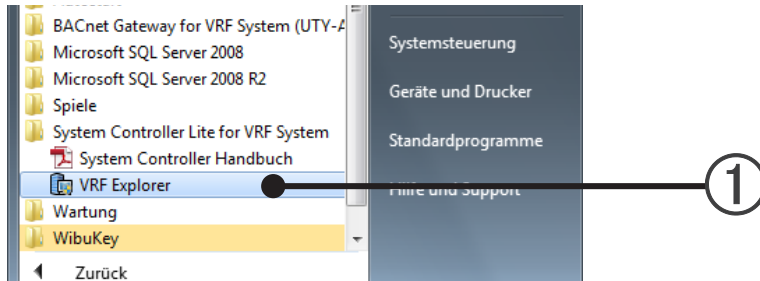 BACnet Gateway for VRF System (UTY-A
Microsoft SQL Server 2008
Microsoft SQL Server 2008 R2
Spiele
System Controller Lite for VRF System
System Controller Handbuch
VRF Explorer
Wartung
WibuKey
Zurück
Systemsteuerung
Geräte und Drucker
Standardprogramme
Hilfe und Support
1